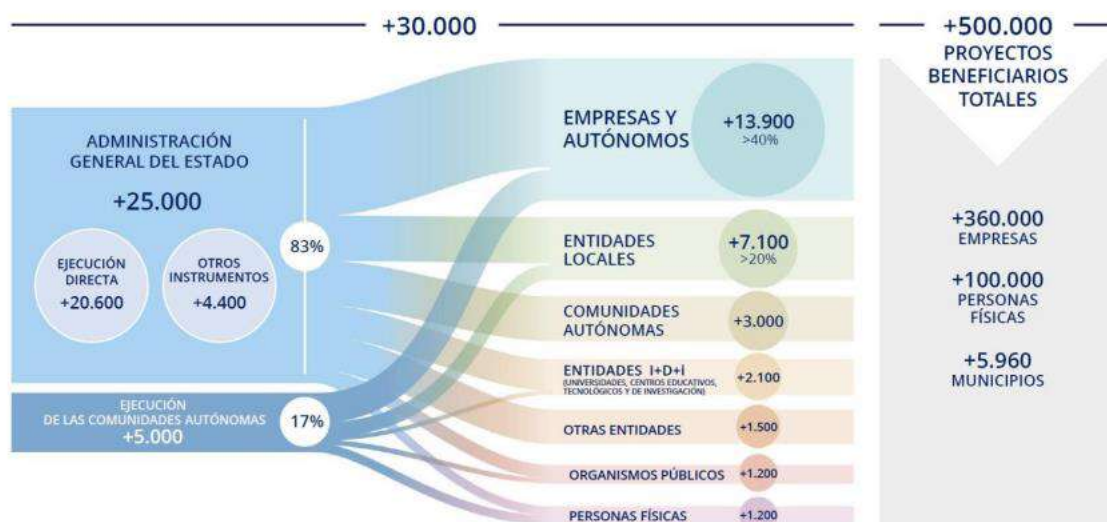 +30.000
+500.000
PROYECTOS
BENEFICIARIOS
TOTALES
ADMINISTRACIÓN
GENERAL DEL ESTADO
+25.000
EJECUCIÓN
DIRECTA
+20.600
OTROS
INSTRUMENTOS
+4.400
83%
EJECUCIÓN
DE LAS COMUNIDADES AUTÓNOMAS
+5.000
17%
EMPRESAS Y
AUTÓNOMOS
+13.900
>40%
ENTIDADES
LOCALES
+7.100
>20%
COMUNIDADES
AUTÓNOMAS
+3.000
ENTIDADES I+D+i
(UNIVERSIDADES, CENTROS EDUCATIVOS,
TECNOLÓGICOS Y DE INVESTIGACIÓN)
+2.100
OTRAS ENTIDADES
+1.500
ORGANISMOS PÚBLICOS
+1.200
PERSONAS FÍSICAS
+1.200
+360.000
EMPRESAS
+100.000
PERSONAS
FÍSICAS
+5.960
MUNICIPIOS